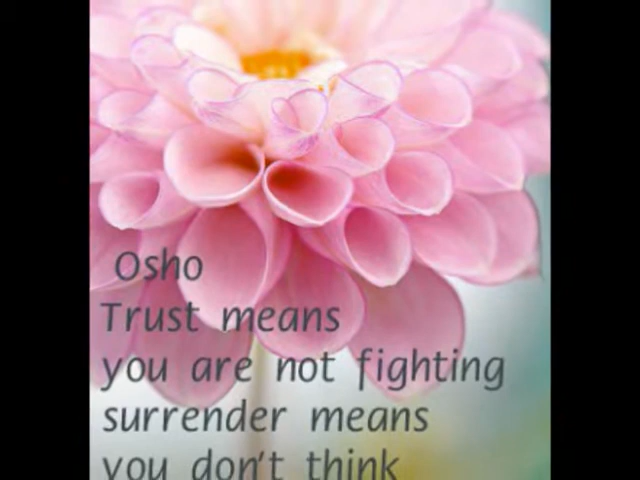 Osho
Trust means
you are not fighting
surrender means
you don't think